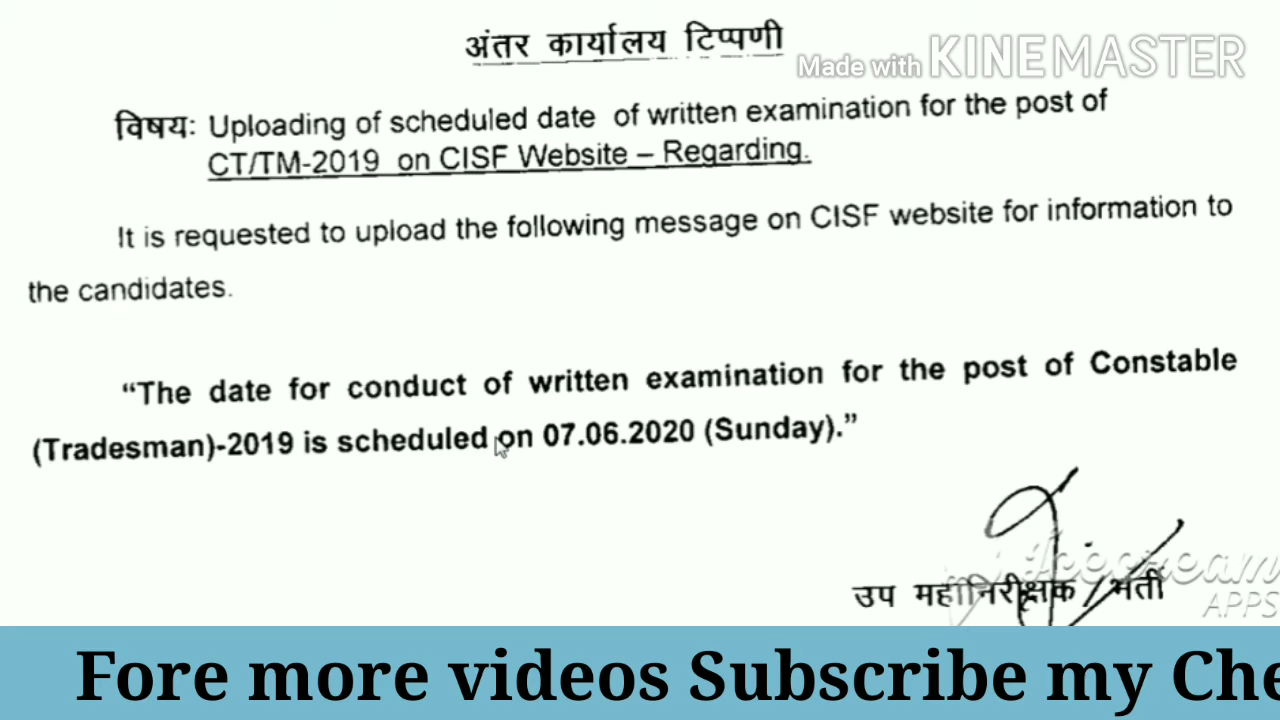 अंतर कार्यालय टिप्पणी
Made with KINEMASTER
विषय: Uploading of scheduled date of written examination for the post of
CT/TM-2019 on CISF Website – Regarding.
It is requested to upload the following message on CISF website for information to
the candidates.
“The date for conduct of written examination for the post of Constable
(Tradesman)-2019 is scheduled on 07.06.2020 (Sunday).”
उप महानिरीक्षक / भर्ती
APPS
Fore more videos Subscribe my Che